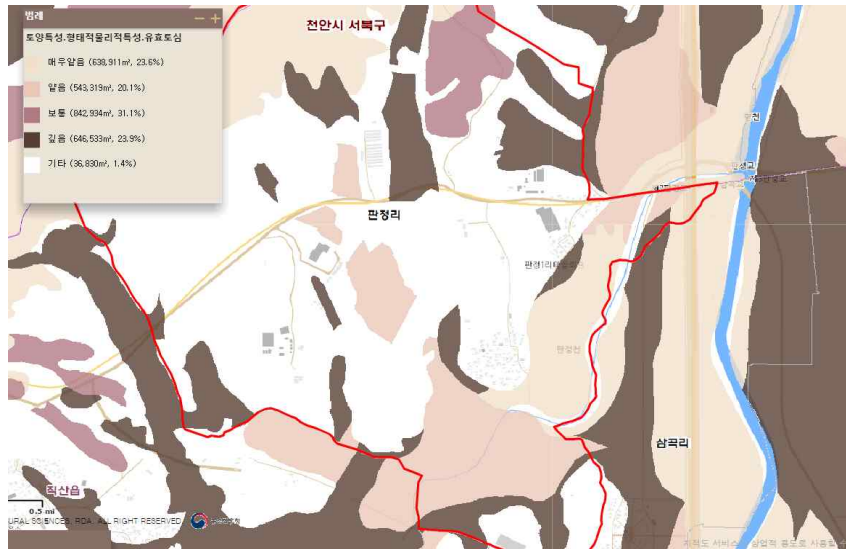 범례
토양특성.형태적물리적특성.유효토심
매우얕음 (638,911㎡, 23.6%)
얕음 (543,319㎡, 20.1%)
보통 (842,934㎡, 31.1%)
깊음 (646,533㎡, 23.9%)
기타 (36,830㎡, 1.4%)
천안시 서북구
판정리
삼곡리
직산읍
0.5 mi
URAL SCIENCES, RDA. ALL RIGHT RESERVED